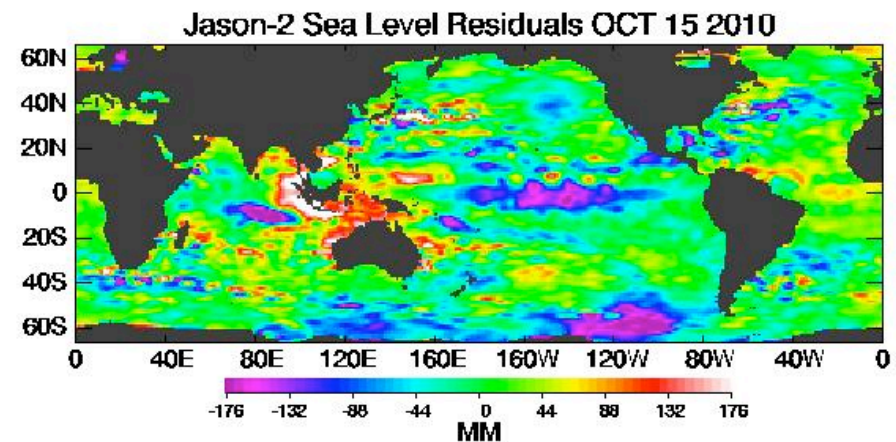 Jason-2 Sea Level Residuals OCT 15 2010
60N
40N
20N
0
20S
40S
60S
0 40E 80E 120E 160E 160W 120W 80W 40W 0
-176 -132 -88 -44 0 44 88 132 176
MM